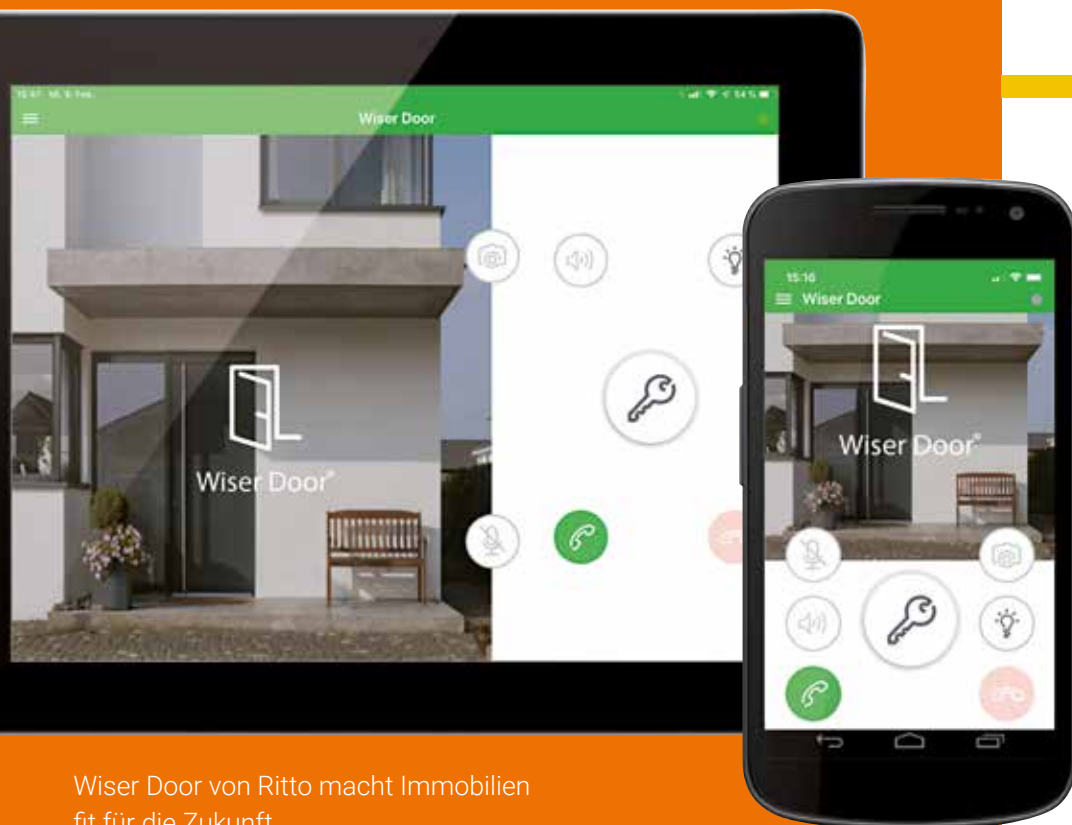 Wiser Door
54 %
Wiser Door®
15:16
Wiser Door
Wiser Door®
Wiser Door von Ritto macht Immobilien
fit für die Zukunft